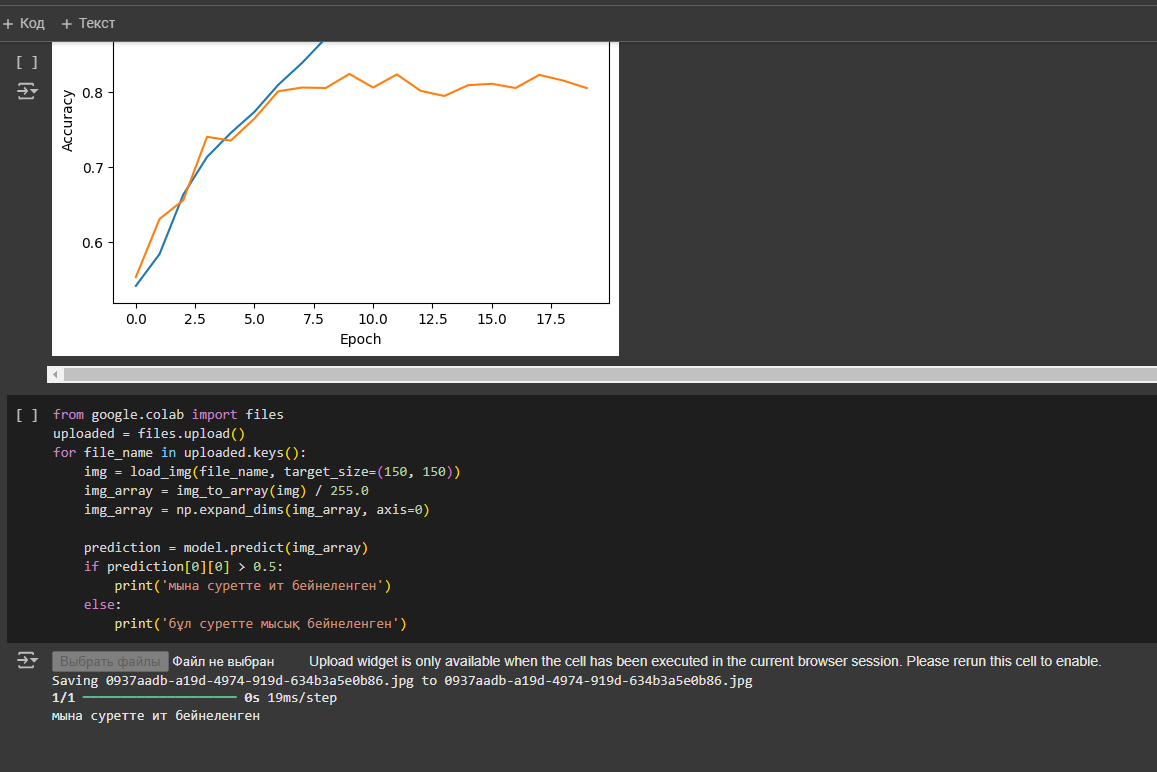 + Код + Текст
[ ]
Accuracy
0.8
0.7
0.6
0.0 2.5 5.0 7.5 10.0 12.5 15.0 17.5
Epoch
[ ] from google.colab import files
uploaded = files.upload()
for file_name in uploaded.keys():
    img = load_img(file_name, target_size=(150, 150))
    img_array = img_to_array(img) / 255.0
    img_array = np.expand_dims(img_array, axis=0)
    prediction = model.predict(img_array)
    if prediction[0][0] > 0.5:
        print('мына суретте ит бейнеленген')
    else:
        print('бұл суретте мысық бейнеленген')
Выбрать файлы Файл не выбран Upload widget is only available when the cell has been executed in the current browser session. Please rerun this cell to enable.
Saving 0937aadb-a19d-4974-919d-634b3a5e0b86.jpg to 0937aadb-a19d-4974-919d-634b3a5e0b86.jpg
1/1 ━━━━━━━━━━━━━━━━━━━━ 0s 19ms/step
мына суретте ит бейнеленген